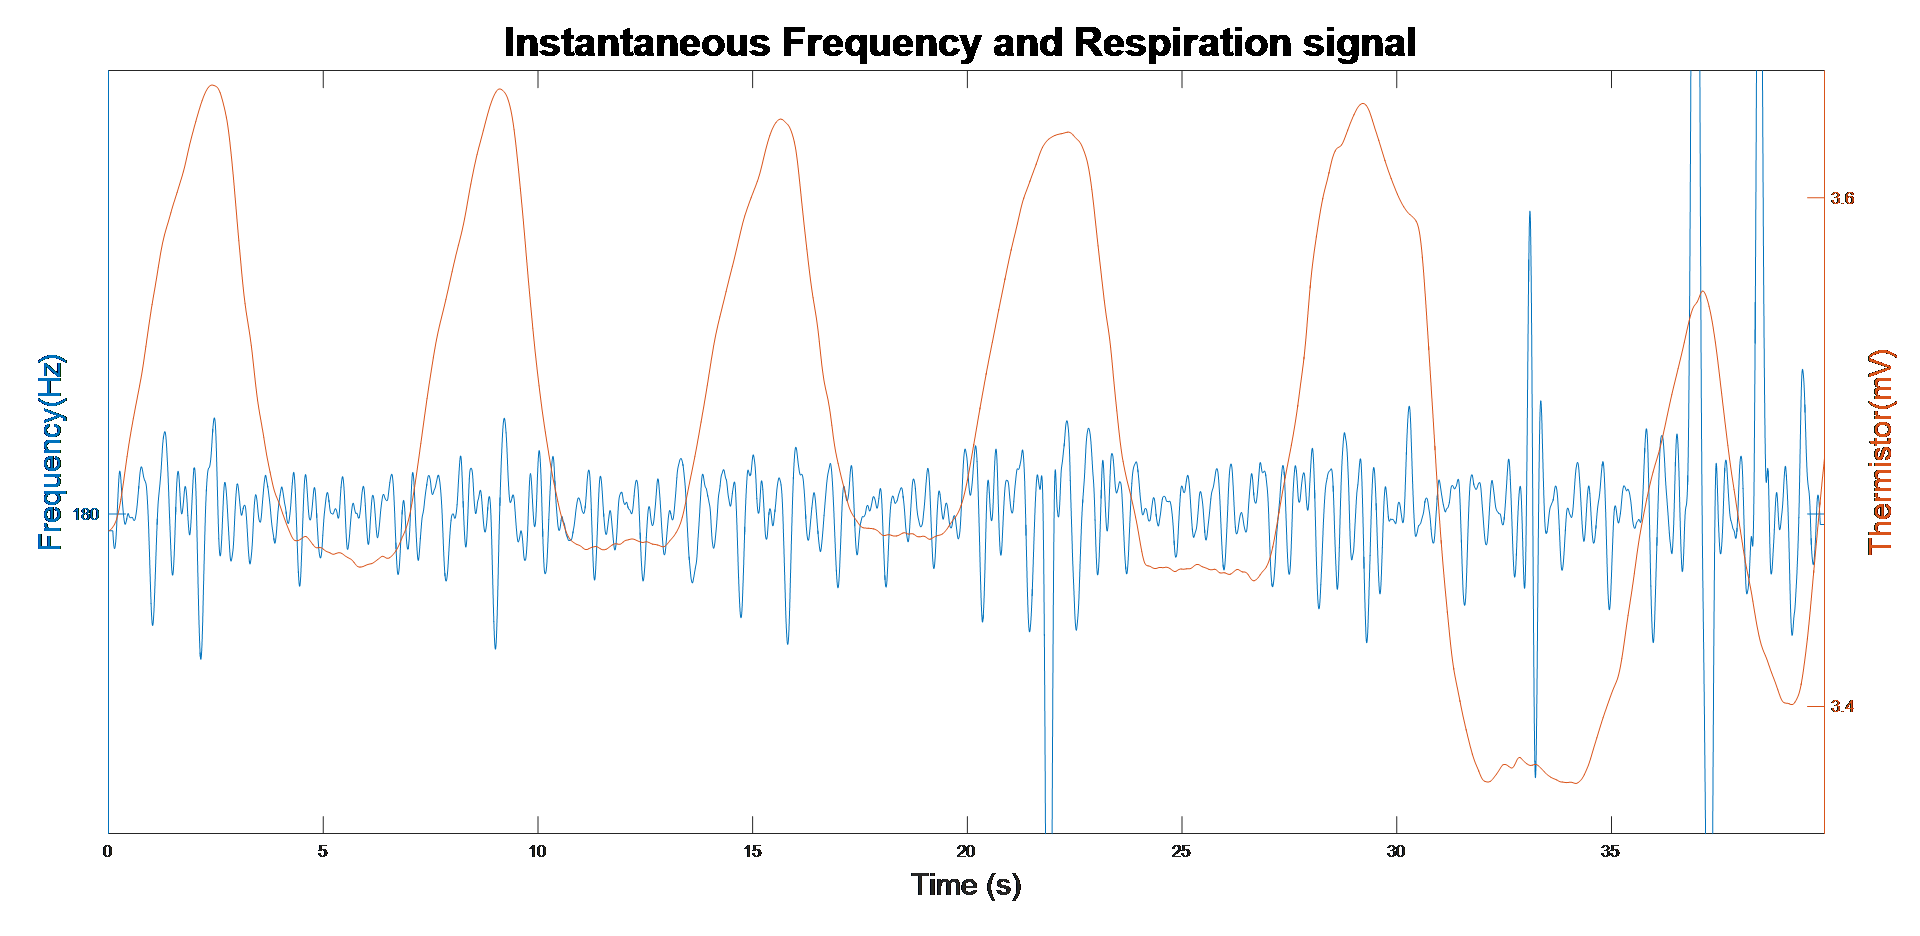 Instantaneous Frequency and Respiration signal
Frequency(Hz)
180
3.6
3.4
Thermistor(mV)
0 5 10 15 20 25 30 35
Time (s)